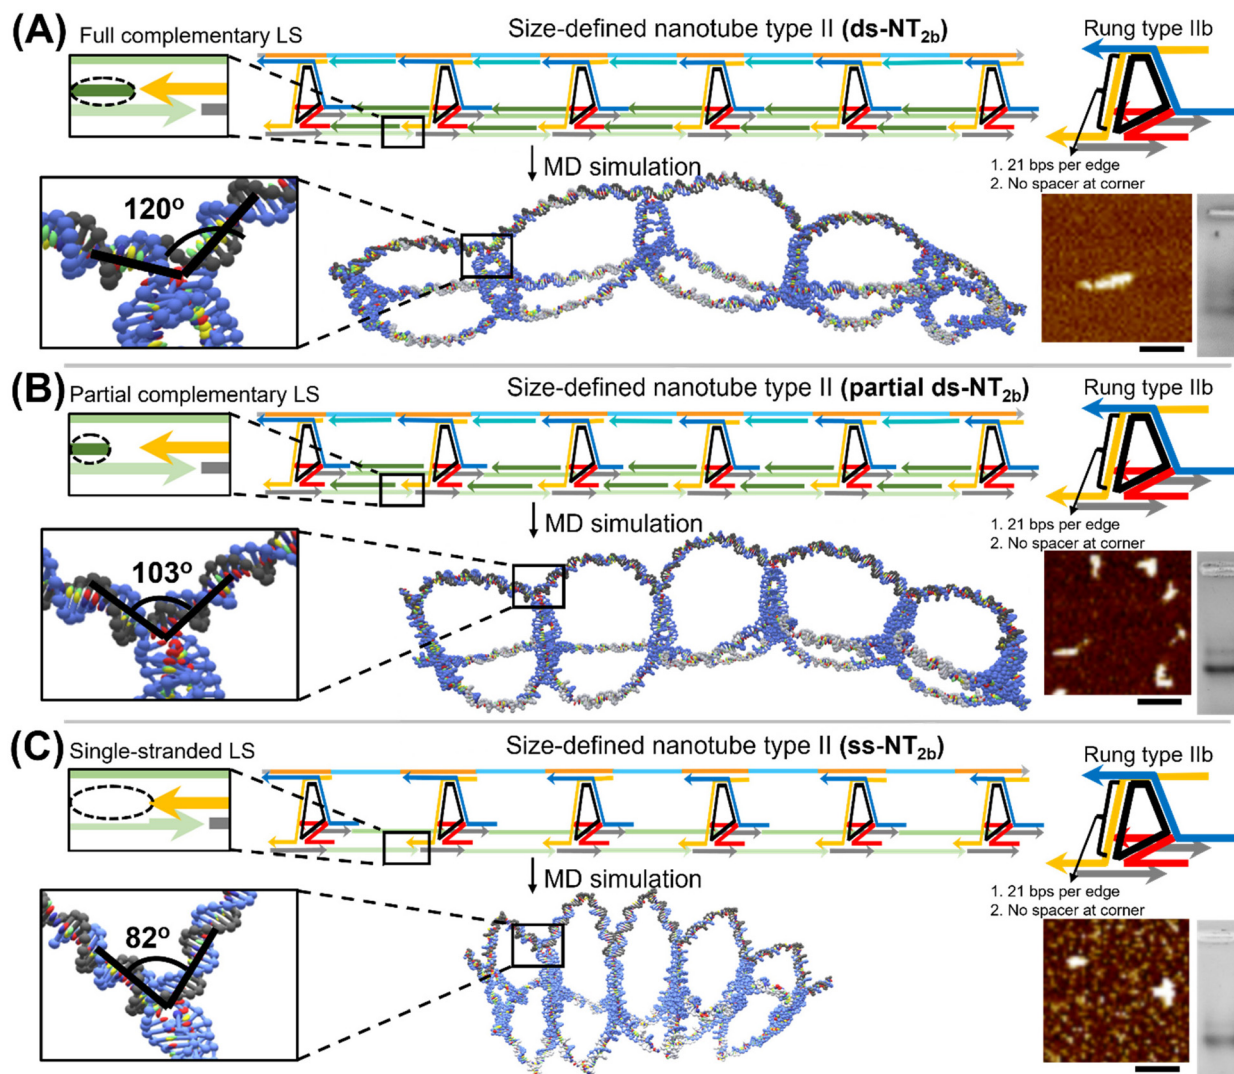 (A)
Full complementary LS
Size-defined nanotube type II (ds-NT2b)
Rung type IIb
MD simulation
1. 21 bps per edge
2. No spacer at corner
120o
(B)
Partial complementary LS
Size-defined nanotube type II (partial ds-NT2b)
Rung type IIb
MD simulation
1. 21 bps per edge
2. No spacer at corner
103o
(C)
Single-stranded LS
Size-defined nanotube type II (ss-NT2b)
Rung type IIb
MD simulation
1. 21 bps per edge
2. No spacer at corner
82o